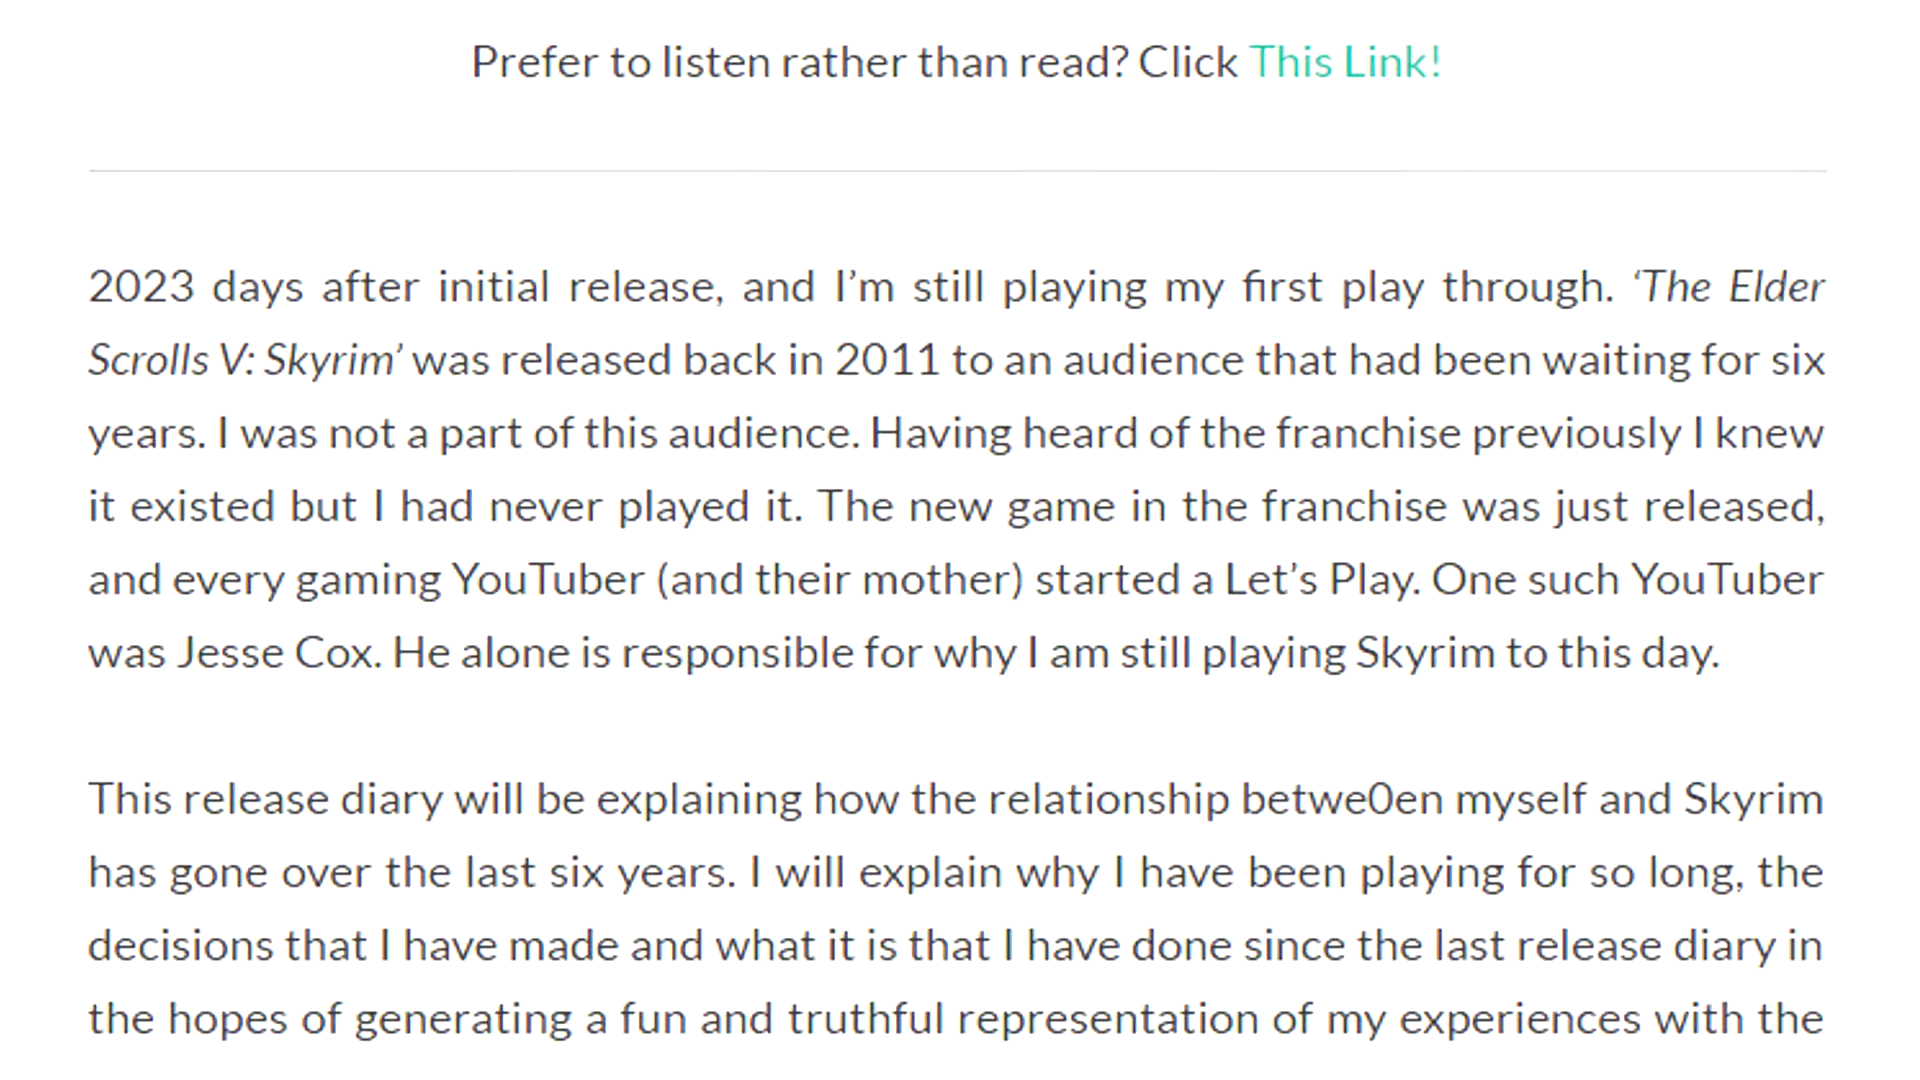 Prefer to listen rather than read? Click This Link!
2023 days after initial release, and I’m still playing my first play through. ‘The Elder
Scrolls V: Skyrim’ was released back in 2011 to an audience that had been waiting for six
years. I was not a part of this audience. Having heard of the franchise previously I knew
it existed but I had never played it. The new game in the franchise was just released,
and every gaming YouTuber (and their mother) started a Let’s Play. One such YouTuber
was Jesse Cox. He alone is responsible for why I am still playing Skyrim to this day.
This release diary will be explaining how the relationship betwe0en myself and Skyrim
has gone over the last six years. I will explain why I have been playing for so long, the
decisions that I have made and what it is that I have done since the last release diary in
the hopes of generating a fun and truthful representation of my experiences with the